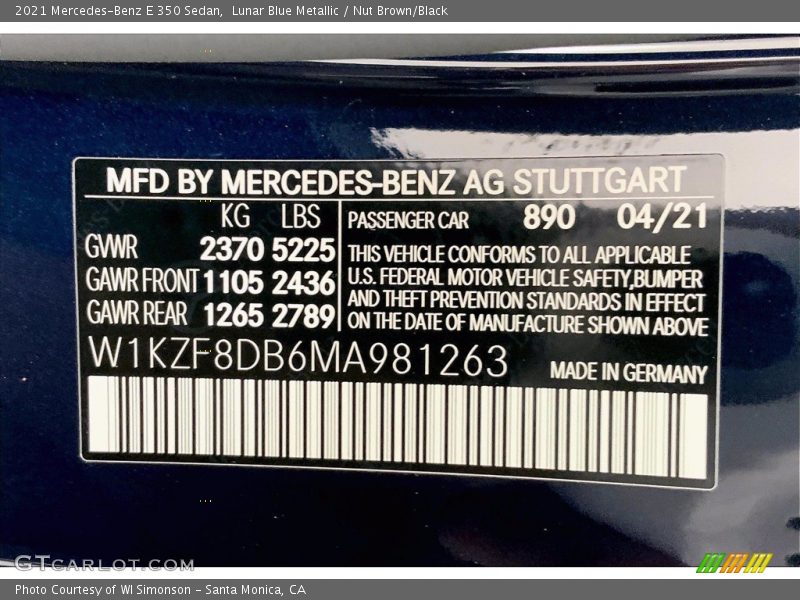 2021 Mercedes-Benz E 350 Sedan, Lunar Blue Metallic / Nut Brown/Black
MFD BY MERCEDES-BENZ AG STUTTGART
KG LBS
GVWR 2370 5225
GAWR FRONT 1105 2436
GAWR REAR 1265 2789
PASSENGER CAR 890 04/21
THIS VEHICLE CONFORMS TO ALL APPLICABLE
U.S. FEDERAL MOTOR VEHICLE SAFETY,BUMPER
AND THEFT PREVENTION STANDARDS IN EFFECT
ON THE DATE OF MANUFACTURE SHOWN ABOVE
W1KZF8DB6MA981263
MADE IN GERMANY
GTCARLOT.COM
Photo Courtesy of WI Simonson - Santa Monica, CA